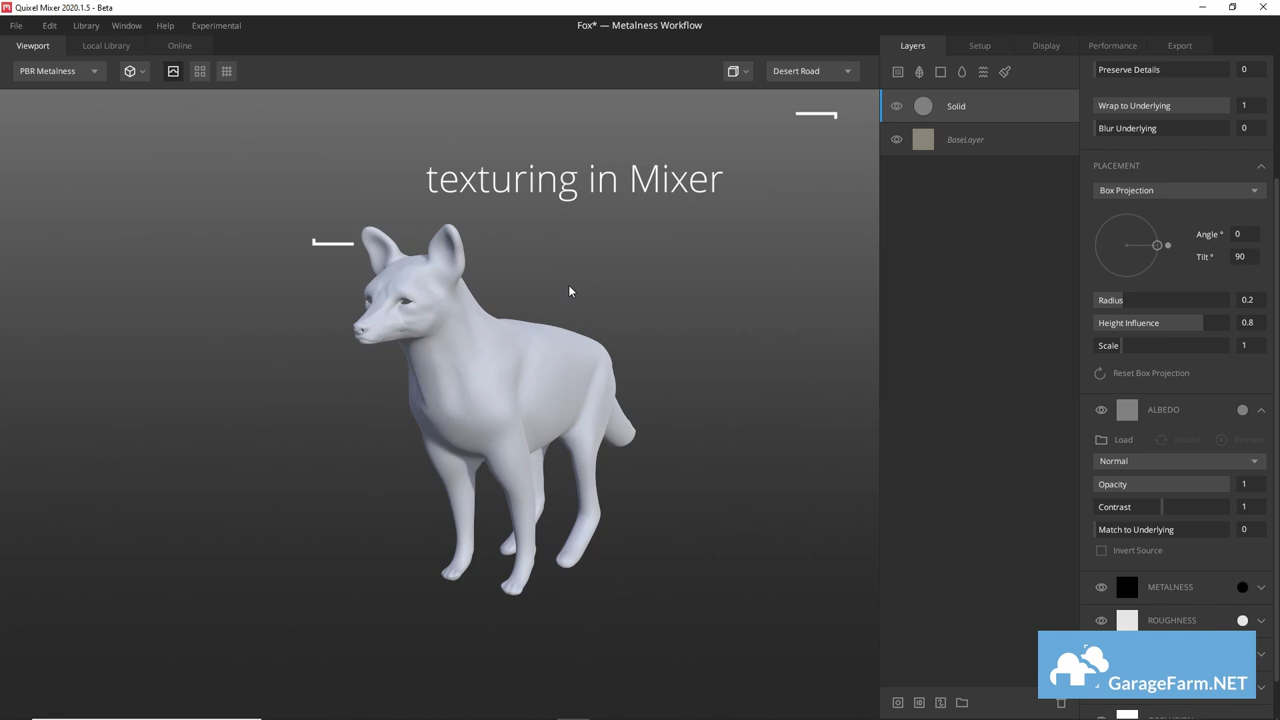 Quixel Mixer 2020.1.5 - Beta
File Edit Library Window Help Experimental
Fox* — Metalness Workflow
Viewport Local Library Online
Layers Setup Display Performance Export
PBR Metalness
Desert Road
Preserve Details 0
Solid
Wrap to Underlying 1
Blur Underlying 0
BaseLayer
PLACEMENT
texturing in Mixer
Box Projection
Angle ° 0
Tilt ° 90
Radius 0.2
Height Influence 0.8
Scale 1
Reset Box Projection
ALBEDO
Load Reload
Normal
Opacity 1
Contrast 1
Match to Underlying 0
Invert Source
METALNESS
ROUGHNESS
GarageFarm.NET